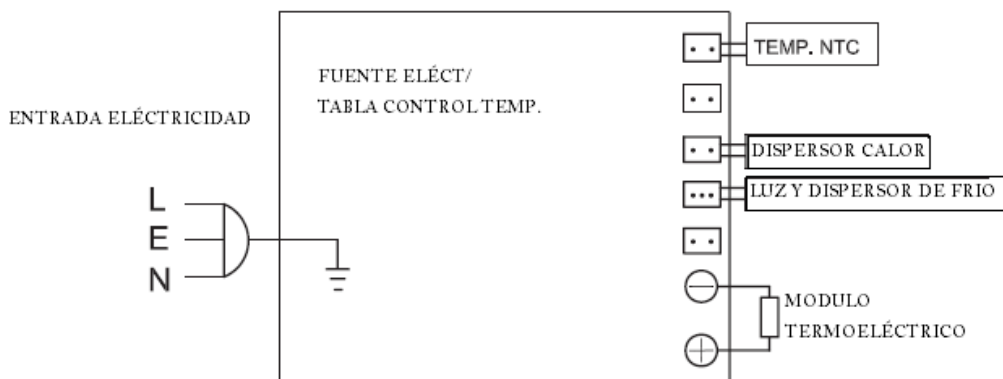 TEMP. NTC
FUENTE ELÉCT/
TABLA CONTROL TEMP.
ENTRADA ELÉCTRICIDAD
DISPERSOR CALOR
LUZ Y DISPERSOR DE FRIO
L
E
N
MODULO
TERMOELÉCTRICO